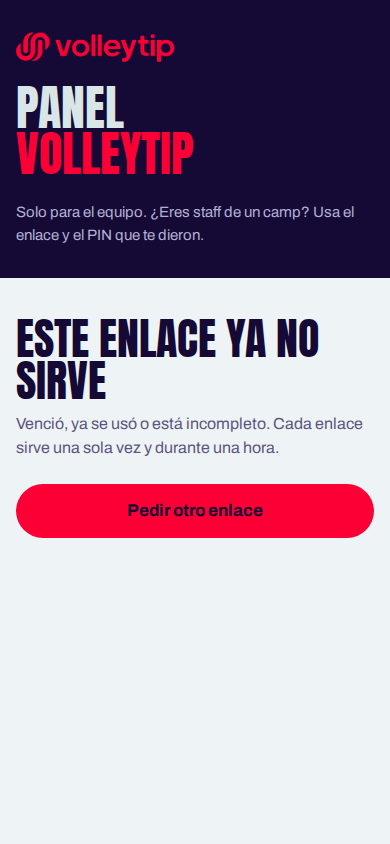 volleytip
PANEL
VOLLEYTIP
Solo para el equipo. ¿Eres staff de un camp? Usa el
enlace y el PIN que te dieron.
ESTE ENLACE YA NO
SIRVE
Venció, ya se usó o está incompleto. Cada enlace
sirve una sola vez y durante una hora.
Pedir otro enlace